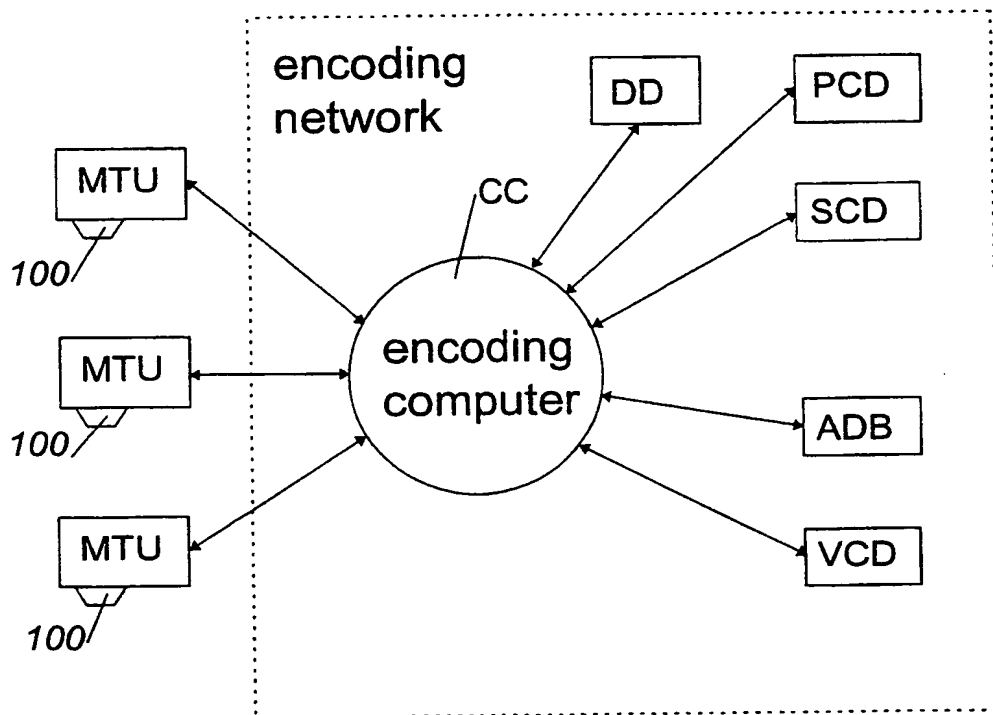 encoding
network
DD
PCD
MTU
CC
SCD
100
encoding
computer
MTU
ADB
100
MTU
VCD
100